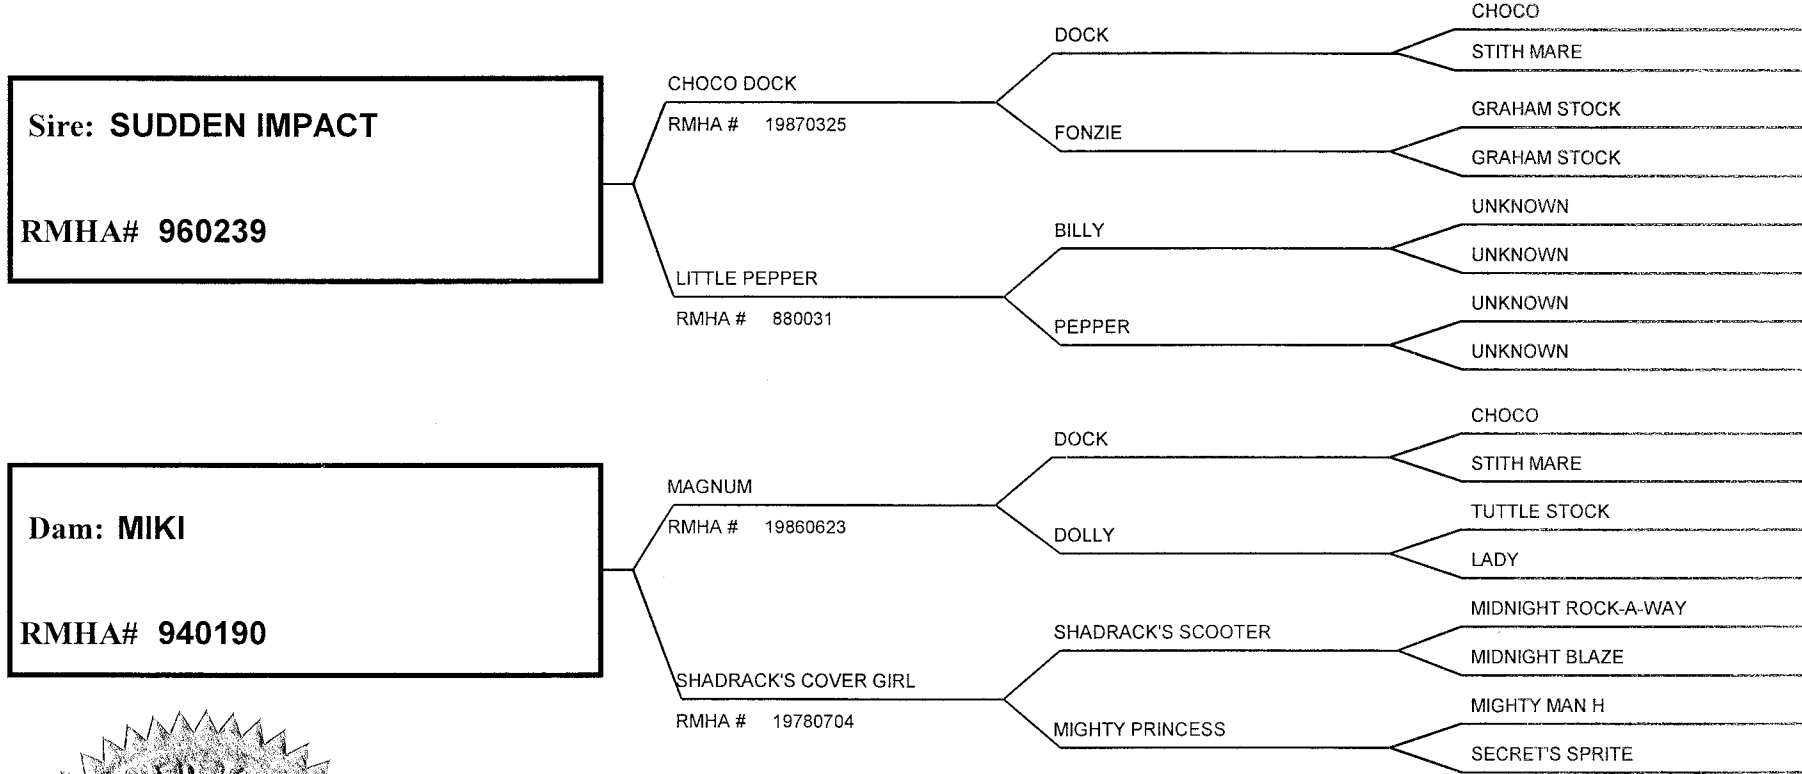 Sire: SUDDEN IMPACT
RMHA# 960239
CHOCO DOCK
RMHA # 19870325
LITTLE PEPPER
RMHA # 880031
DOCK
FONZIE
BILLY
PEPPER
CHOCO
STITH MARE
GRAHAM STOCK
GRAHAM STOCK
UNKNOWN
UNKNOWN
UNKNOWN
UNKNOWN
Dam: MIKI
RMHA# 940190
MAGNUM
RMHA # 19860623
SHADRACK'S COVER GIRL
RMHA # 19780704
DOCK
DOLLY
SHADRACK'S SCOOTER
MIGHTY PRINCESS
CHOCO
STITH MARE
TUTTLE STOCK
LADY
MIDNIGHT ROCK-A-WAY
MIDNIGHT BLAZE
MIGHTY MAN H
SECRET'S SPRITE